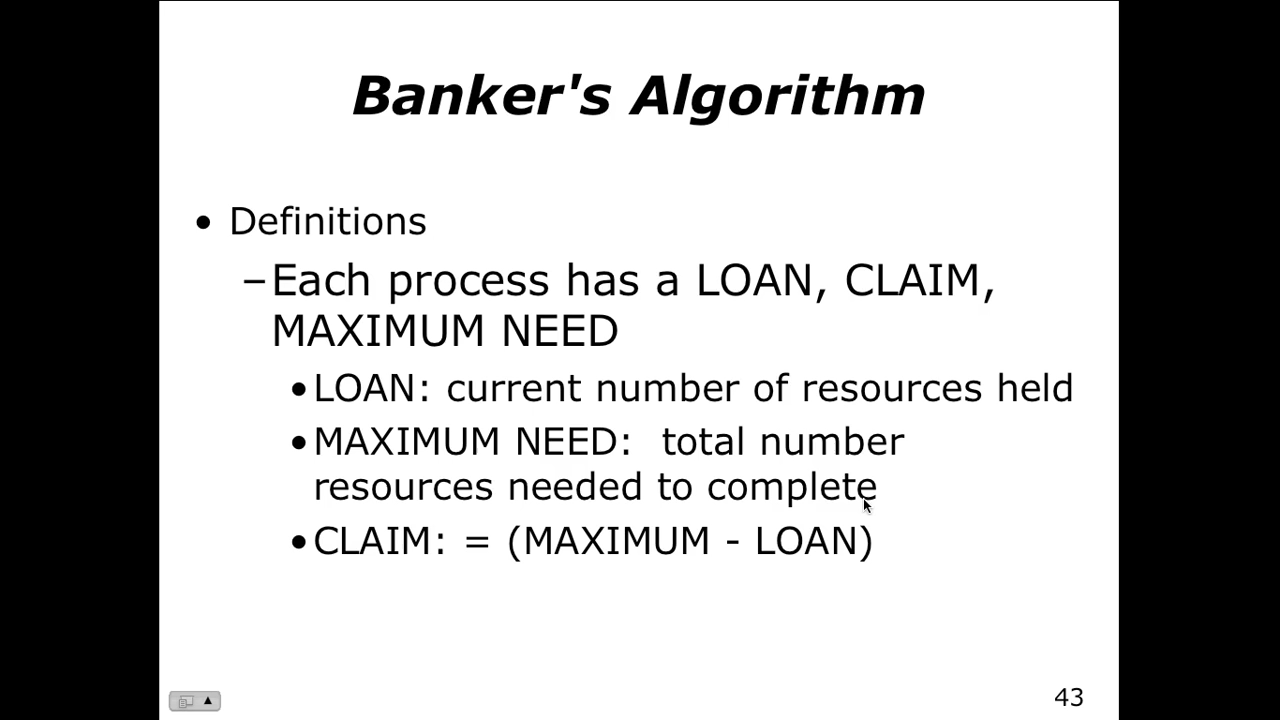 Banker's Algorithm
• Definitions
–Each process has a LOAN, CLAIM,
MAXIMUM NEED
•LOAN: current number of resources held
•MAXIMUM NEED:  total number
resources needed to complete
•CLAIM: = (MAXIMUM - LOAN)
43